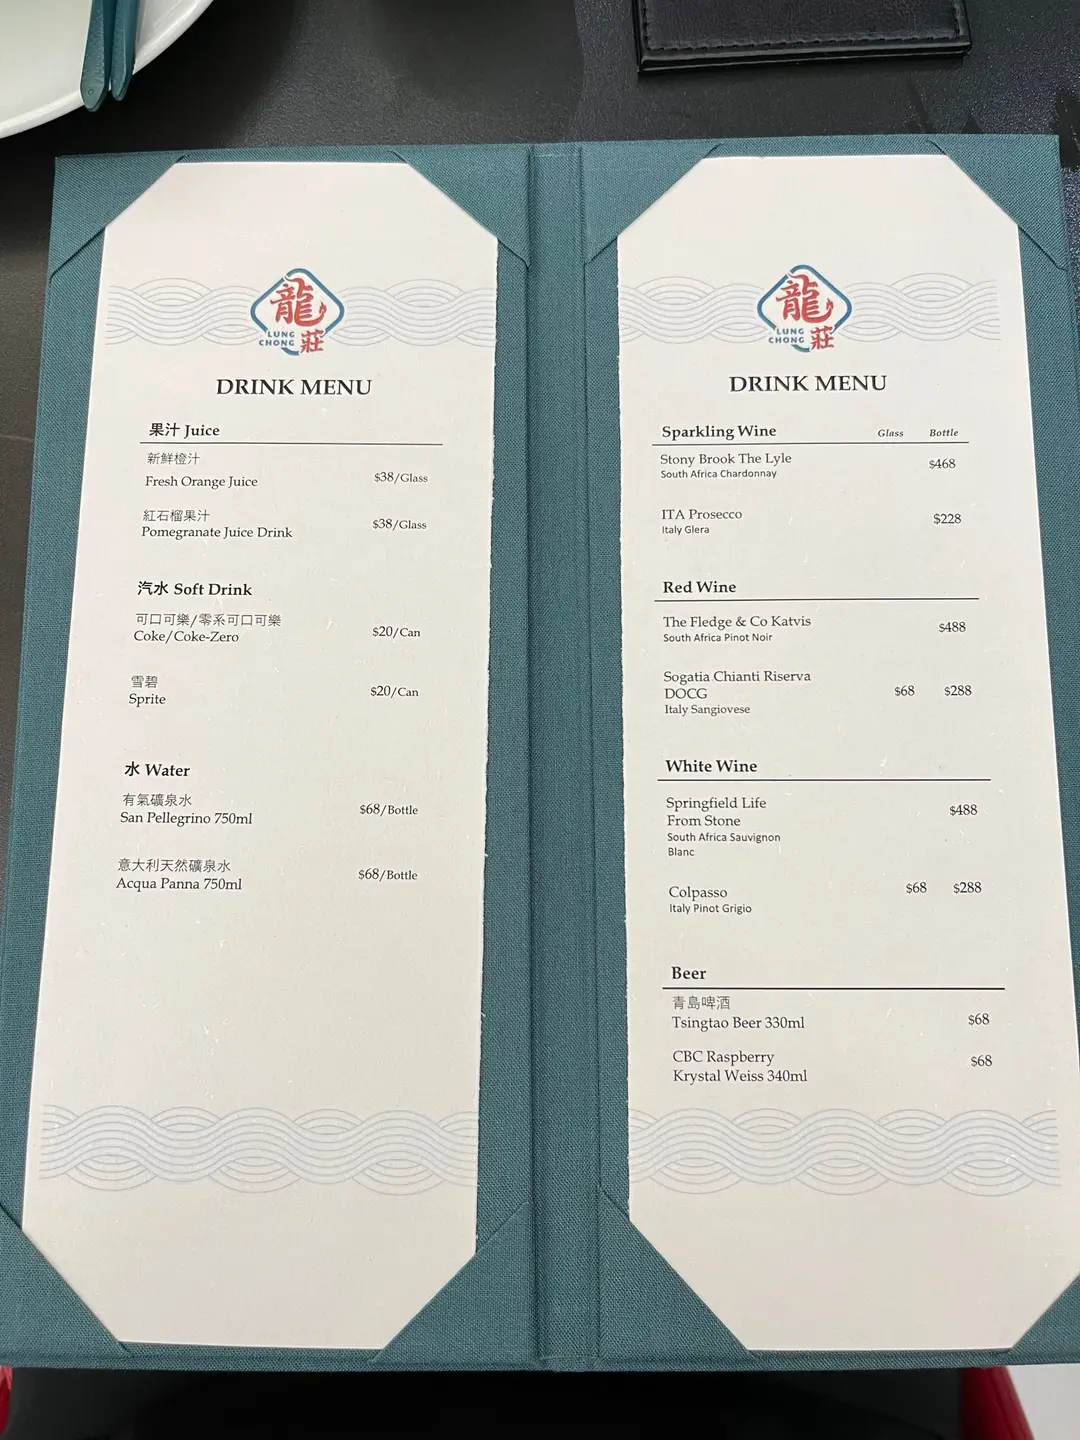 龍莊
LUNG
CHONG
DRINK MENU
果汁 Juice
新鮮橙汁
Fresh Orange Juice $38/Glass
紅石榴果汁
Pomegranate Juice Drink $38/Glass
汽水 Soft Drink
可口可樂/零系可口可樂
Coke/Coke-Zero $20/Can
雪碧
Sprite $20/Can
水 Water
有氣礦泉水
San Pellegrino 750ml $68/Bottle
意大利天然礦泉水
Acqua Panna 750ml $68/Bottle
龍莊
LUNG
CHONG
DRINK MENU
Sparkling Wine Glass Bottle
Stony Brook The Lyle $468
South Africa Chardonnay
ITA Prosecco $228
Italy Glera
Red Wine
The Fledge & Co Katvis $488
South Africa Pinot Noir
Sogatia Chianti Riserva
DOCG $68 $288
Italy Sangiovese
White Wine
Springfield Life $488
From Stone
South Africa Sauvignon
Blanc
Colpasso $68 $288
Italy Pinot Grigio
Beer
青島啤酒
Tsingtao Beer 330ml $68
CBC Raspberry $68
Krystal Weiss 340ml